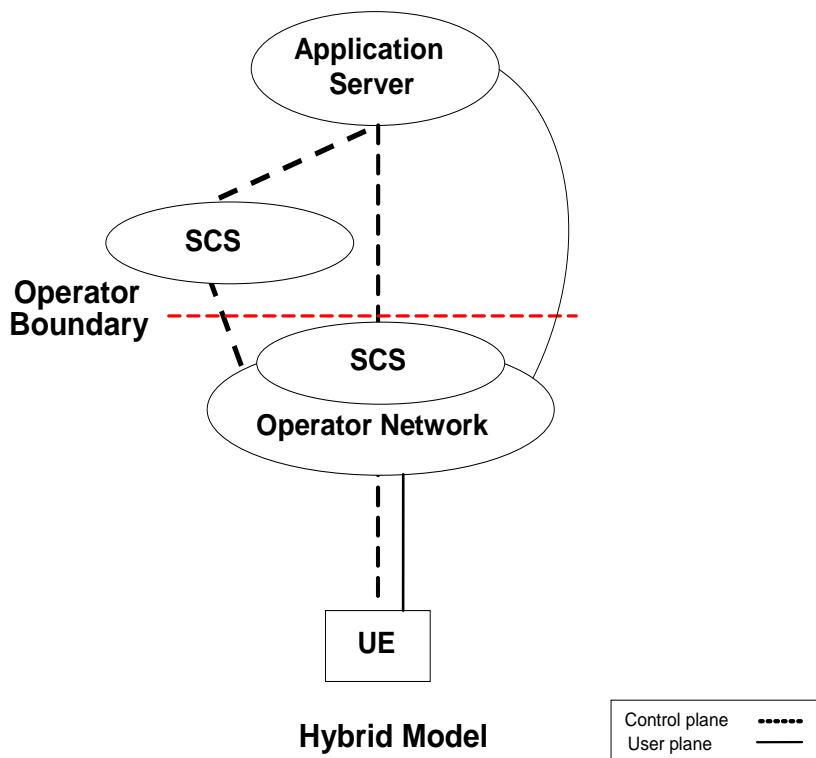 Application
Server
SCS
Operator
Boundary
SCS
Operator Network
UE
Hybrid Model
Control plane
User plane